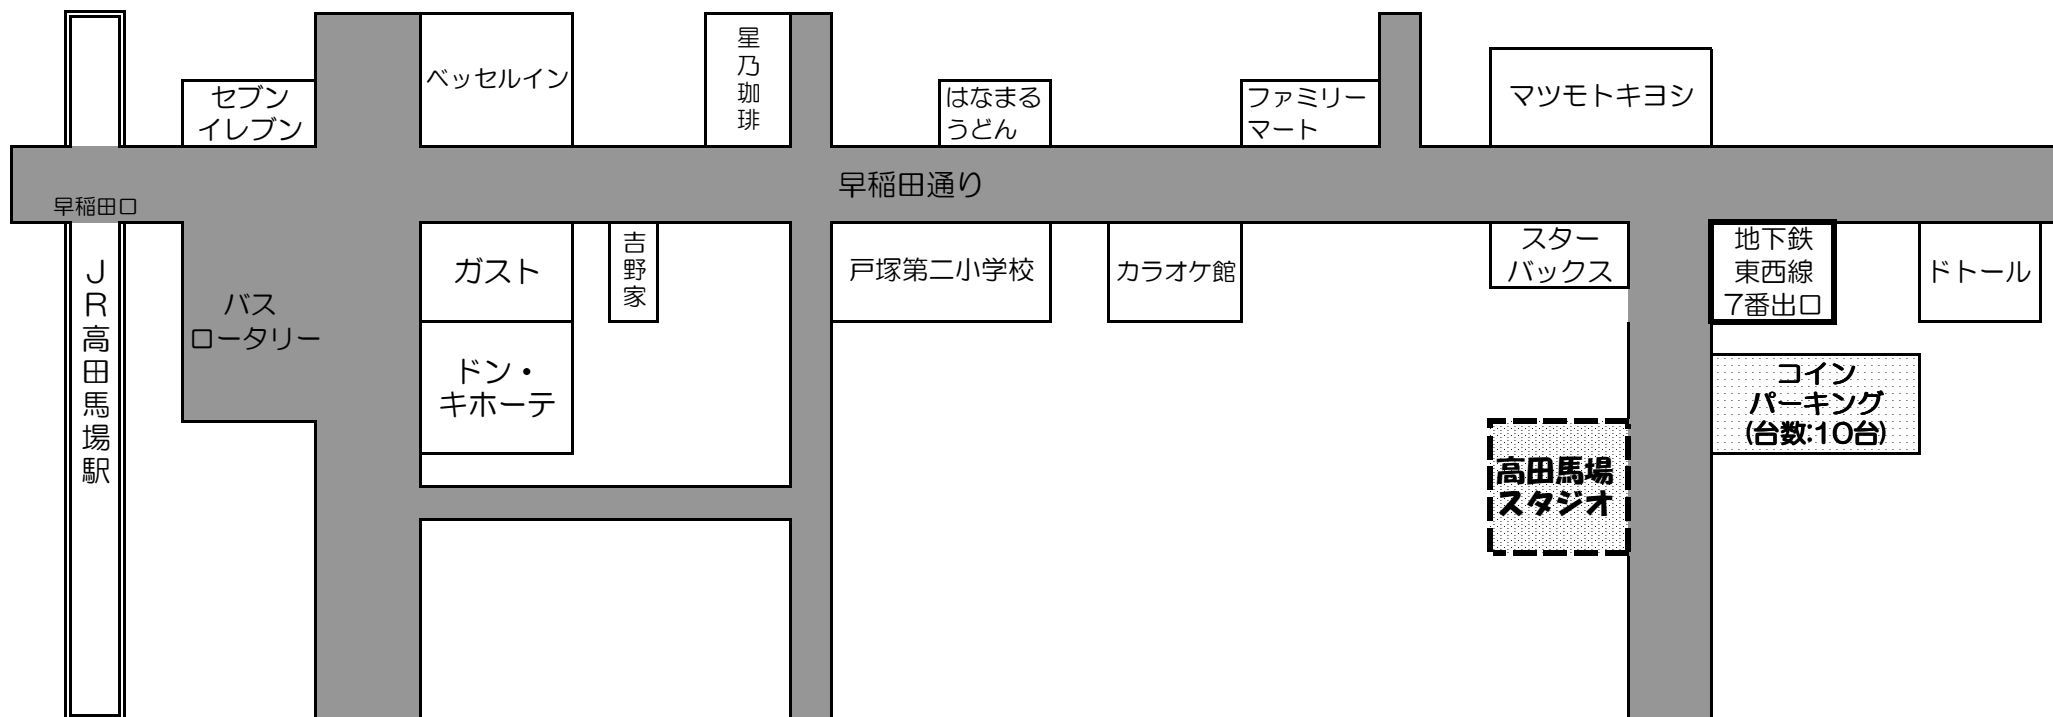 セブン
イレブン
ベッセルイン
星乃珈琲
はなまる
うどん
ファミリー
マート
マツモトキヨシ
早稲田通り
早稲田口
JR高田馬場駅
バス
ロータリー
ガスト
吉野家
戸塚第二小学校
カラオケ館
スター
バックス
地下鉄
東西線
7番出口
ドトール
ドン・
キホーテ
コイン
パーキング
(台数:10台)
高田馬場
スタジオ